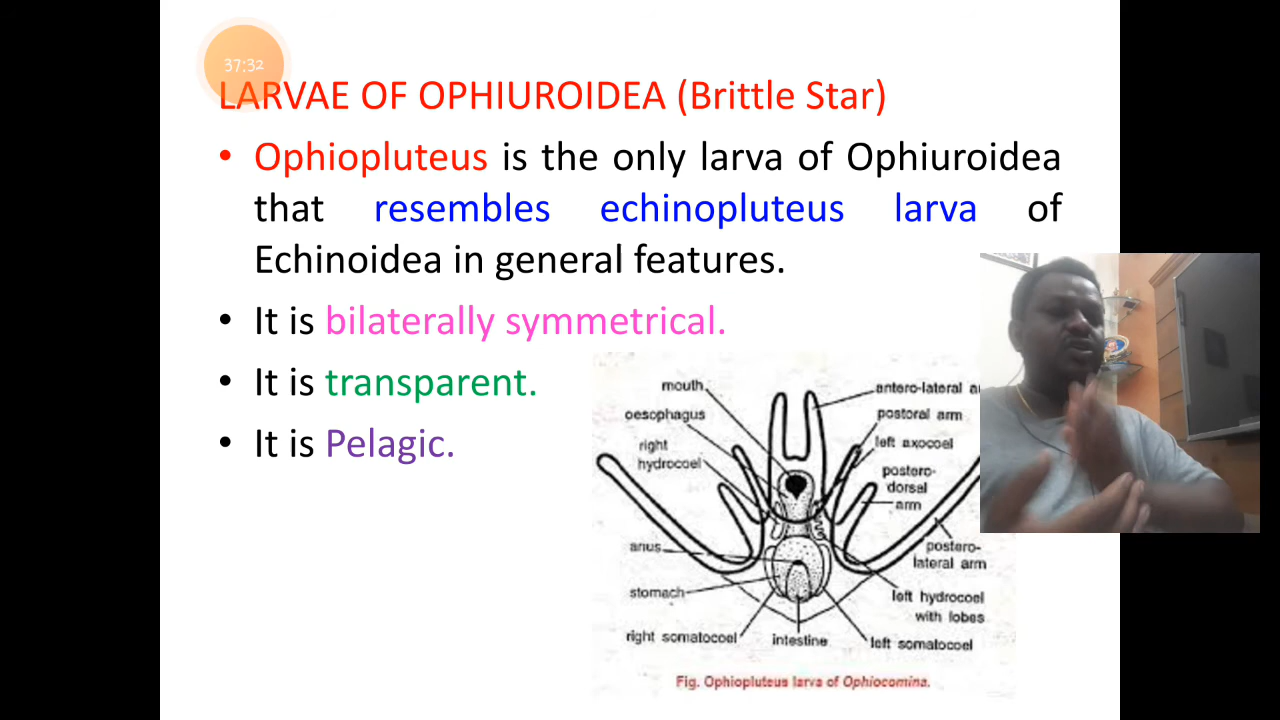 37:32
LARVAE OF OPHIUROIDEA (Brittle Star)
• Ophiopluteus is the only larva of Ophiuroidea
that resembles echinopluteus larva of
Echinoidea in general features.
• It is bilaterally symmetrical.
• It is transparent.
• It is Pelagic.
mouth
antero-lateral
oesophagus
postoral arm
right
hydrocoel
left axocoel
postero-
dorsal
arm
anus
postero-
lateral arm
stomach
left hydrocoel
with lobes
right somatocoel
intestine
left somatocoel
Fig. Ophiopluteus larva of Ophiocomina.